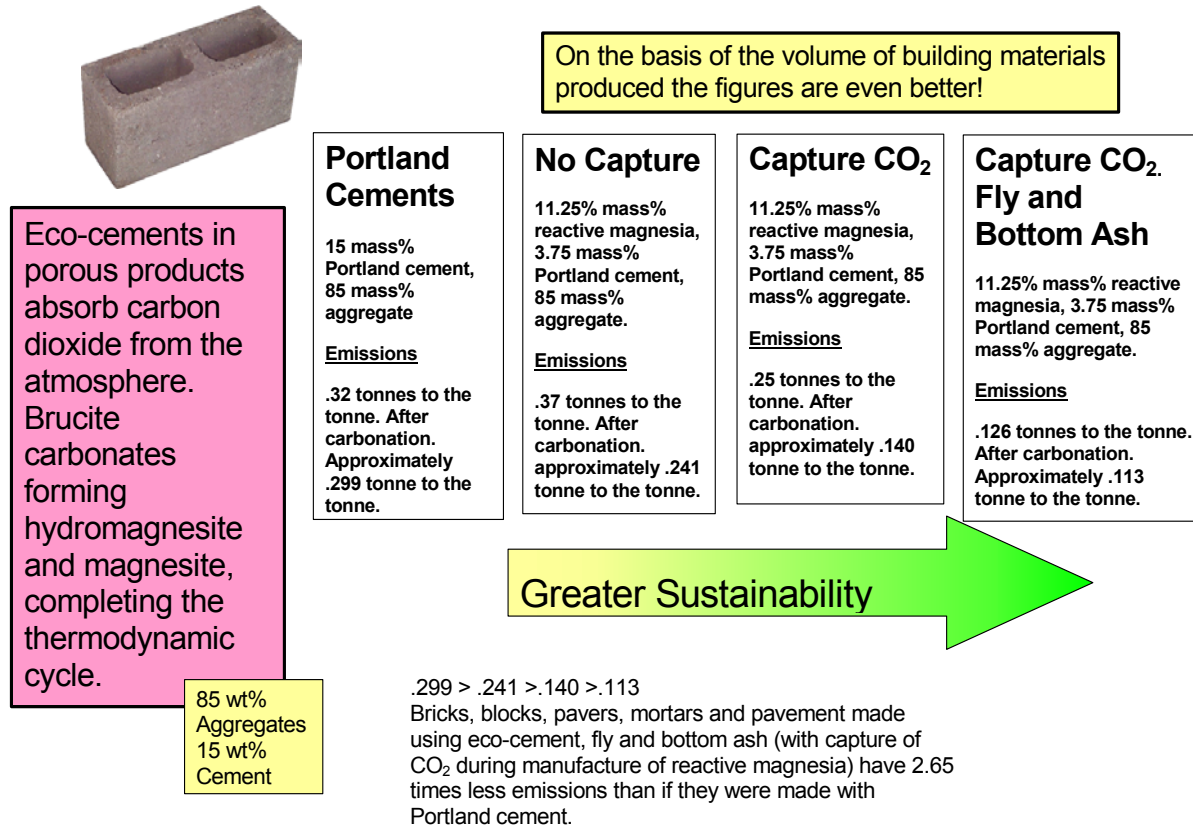 On the basis of the volume of building materials
produced the figures are even better!
Eco-cements in
porous products
absorb carbon
dioxide from the
atmosphere.
Brucite
carbonates
forming
hydromagnesite
and magnesite,
completing the
thermodynamic
cycle.
85 wt%
Aggregates
15 wt%
Cement
Portland
Cements
15 mass%
Portland cement,
85 mass%
aggregate
Emissions
.32 tonnes to the
tonne. After
carbonation.
Approximately
.299 tonne to the
tonne.
No Capture
11.25% mass%
reactive magnesia,
3.75 mass%
Portland cement,
85 mass%
aggregate.
Emissions
.37 tonnes to the
tonne. After
carbonation.
approximately .241
tonne to the tonne.
Capture CO₂
11.25% mass%
reactive magnesia,
3.75 mass%
Portland cement, 85
mass% aggregate.
Emissions
.25 tonnes to the
tonne. After
carbonation.
approximately .140
tonne to the tonne.
Capture CO₂.
Fly and
Bottom Ash
11.25% mass% reactive
magnesia, 3.75 mass%
Portland cement, 85
mass% aggregate.
Emissions
.126 tonnes to the tonne.
After carbonation.
Approximately .113
tonne to the tonne.
Greater Sustainability
.299 > .241 >.140 >.113
Bricks, blocks, pavers, mortars and pavement made
using eco-cement, fly and bottom ash (with capture of
CO₂ during manufacture of reactive magnesia) have 2.65
times less emissions than if they were made with
Portland cement.